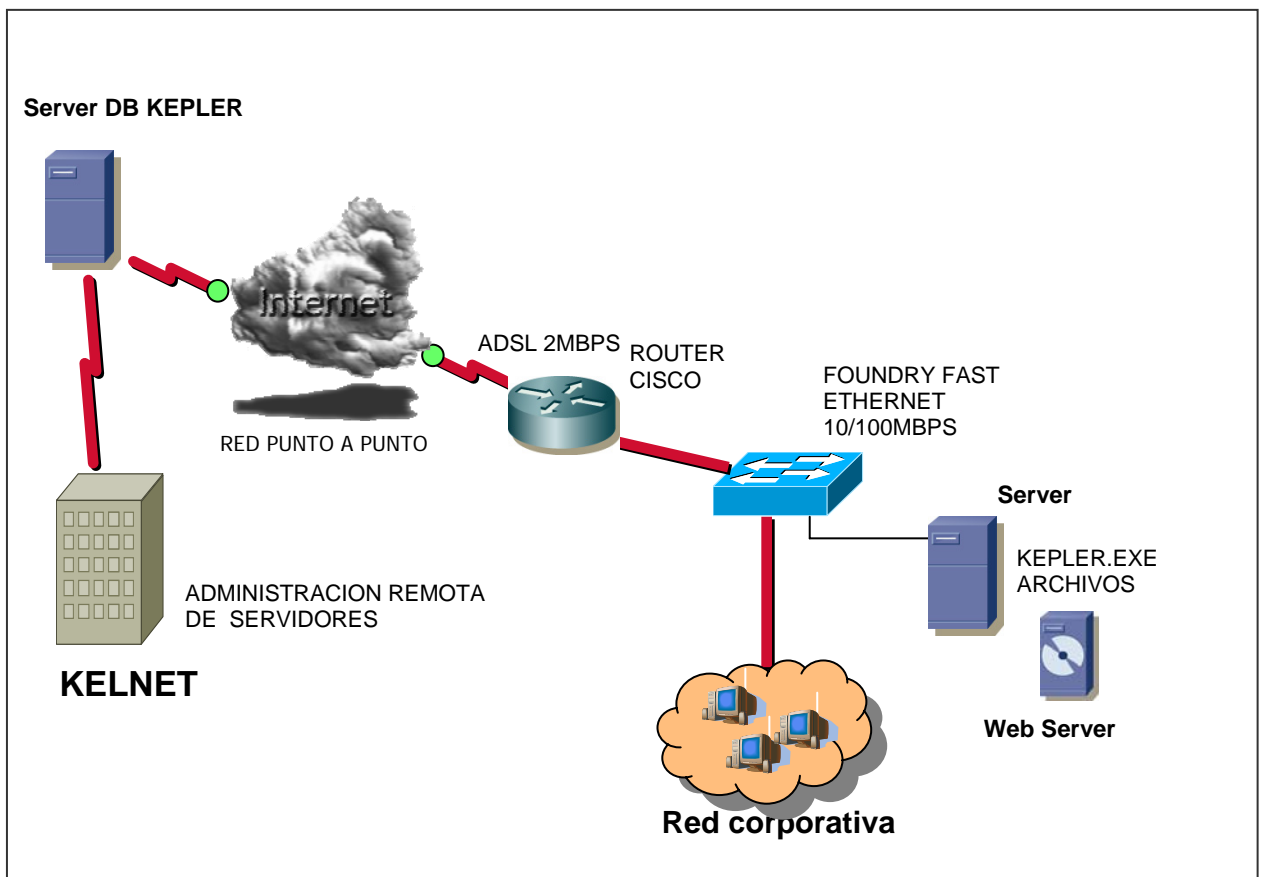 Server DB KEPLER
Internet
RED PUNTO A PUNTO
ADSL 2MBPS
ROUTER
CISCO
FOUNDRY FAST
ETHERNET
10/100MBPS
Server
KEPLER.EXE
ARCHIVOS
Web Server
ADMINISTRACION REMOTA
DE SERVIDORES
KELNET
Red corporativa